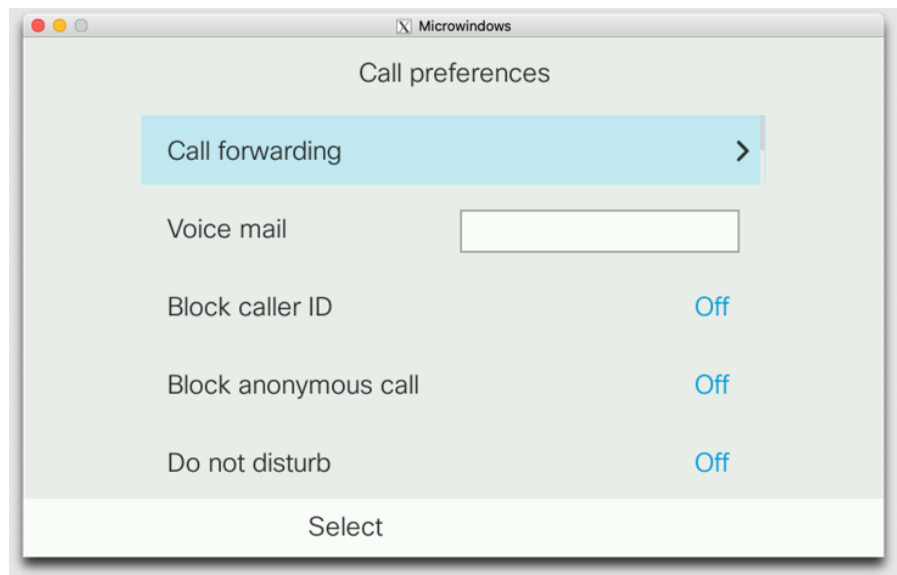 Microwindows
Call preferences
Call forwarding
Voice mail
Block caller ID Off
Block anonymous call Off
Do not disturb Off
Select